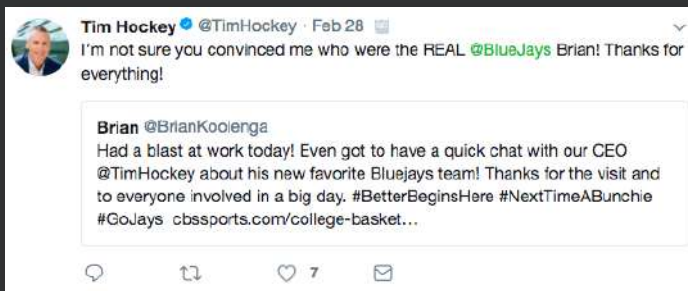 Tim Hockey @TimHockey · Feb 28
I'm not sure you convinced me who were the REAL @BlueJays Brian! Thanks for
everything!
Brian @BrianKoolenga
Had a blast at work today! Even got to have a quick chat with our CEO
@TimHockey about his new favorite Bluejays team! Thanks for the visit and
to everyone involved in a big day. #BetterBeginsHere #NextTimeABunchie
#GoJays cbssports.com/college-basket...
7